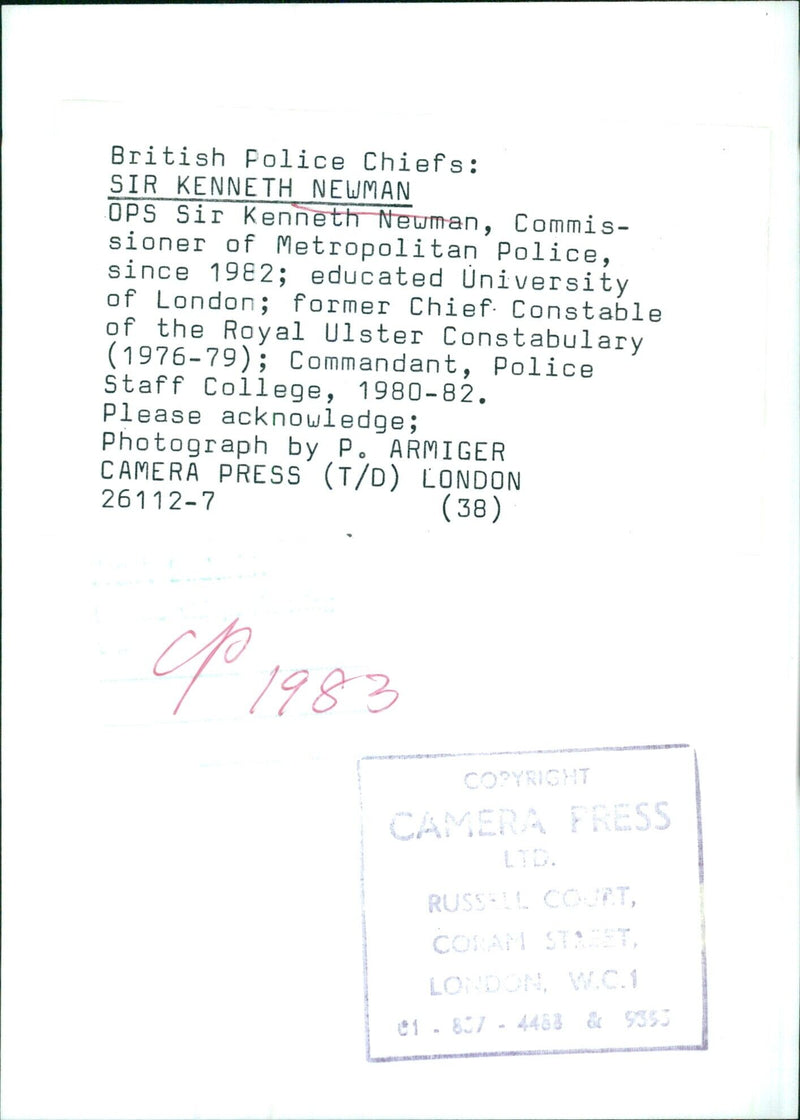 British Police Chiefs:
SIR KENNETH NEWMAN
OPS Sir Kenneth Newman, Commis-
sioner of Metropolitan Police,
since 1982; educated University
of London; former Chief Constable
of the Royal Ulster Constabulary
(1976-79); Commandant, Police
Staff College, 1980-82.
Please acknowledge;
Photograph by P. ARMIGER
CAMERA PRESS (T/D) LONDON
26112-7 (38)
CP 1983
COPYRIGHT
CAMERA PRESS
LTD.
RUSSELL COURT,
CORAM STREET,
LONDON, W.C.1
01 - 837 - 4488 &